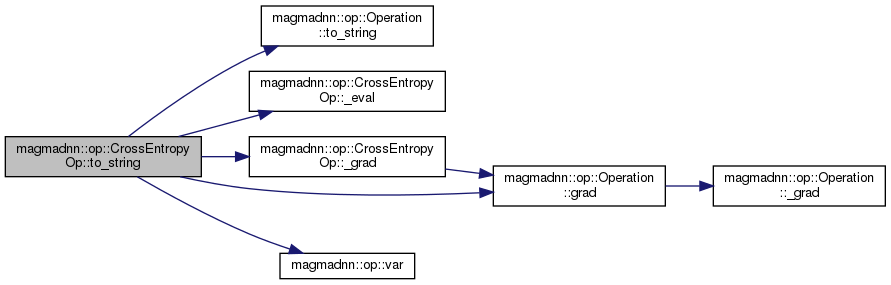 magmadnn::op::Operation
::to_string
magmadnn::op::CrossEntropy
Op::_eval
magmadnn::op::CrossEntropy
Op::to_string
magmadnn::op::CrossEntropy
Op::_grad
magmadnn::op::Operation
::grad
magmadnn::op::Operation
::_grad
magmadnn::op::var